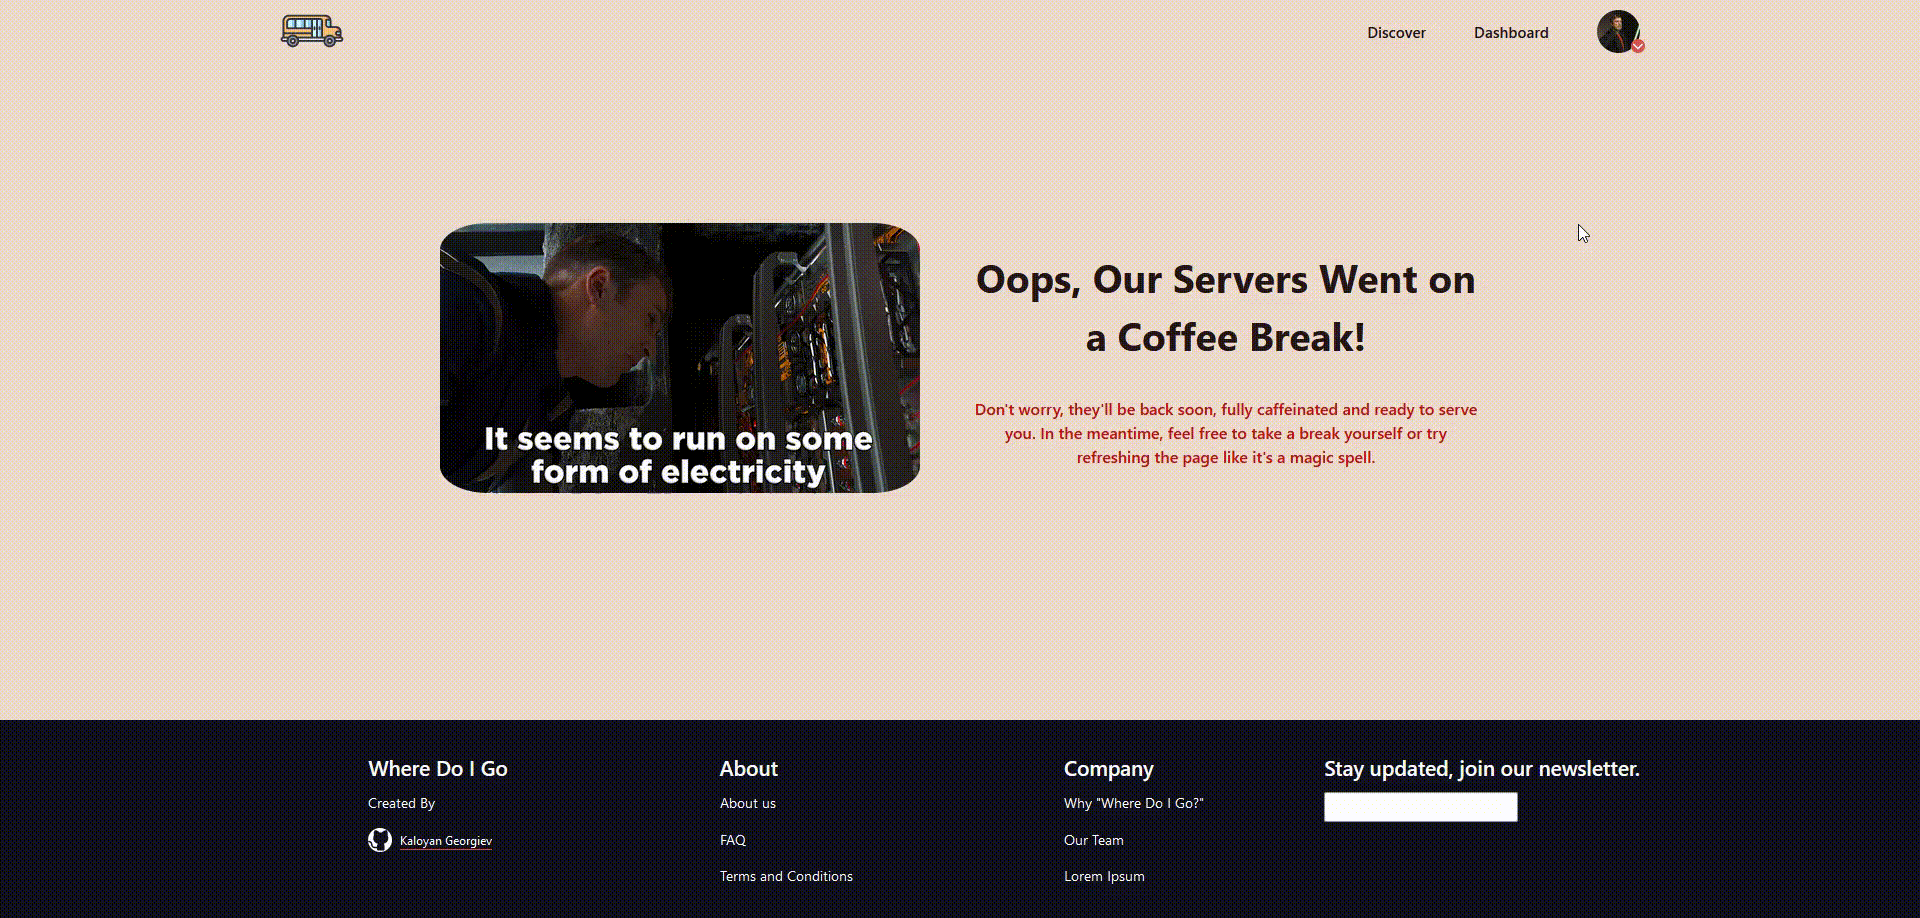 Discover
Dashboard
It seems to run on some
form of electricity
Oops, Our Servers Went on
a Coffee Break!
Don't worry, they'll be back soon, fully caffeinated and ready to serve
you. In the meantime, feel free to take a break yourself or try
refreshing the page like it's a magic spell.
Where Do I Go
Created By
Kaloyan Georgiev
About
About us
FAQ
Terms and Conditions
Company
Why "Where Do I Go?"
Our Team
Lorem Ipsum
Stay updated, join our newsletter.